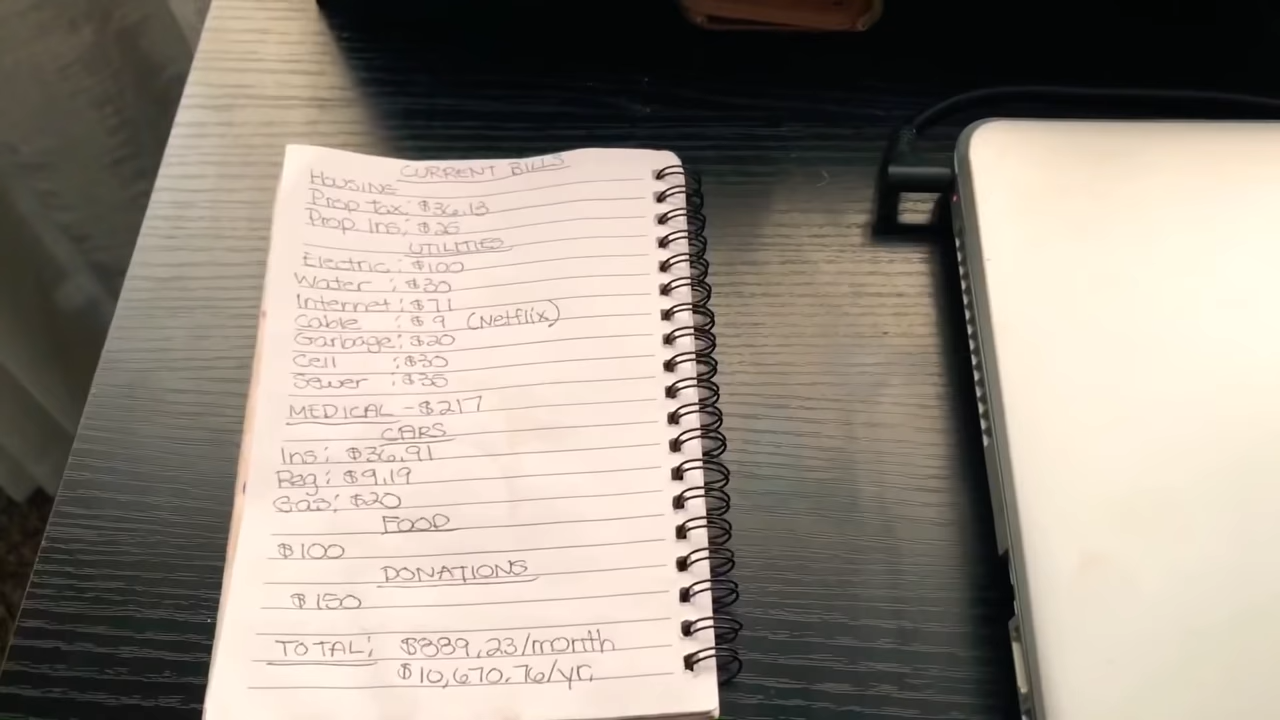 CURRENT BILLS
HOUSING
Prop tax: $36.13
Prop Ins: $25
UTILITIES
Electric: $100
Water : $30
Internet: $71
Cable : $9 (Netflix)
Garbage: $20
Cell : $30
Sewer : $35
MEDICAL - $217
CARS
Ins: $36.91
Reg: $9.19
Gas: $20
FOOD
$100
DONATIONS
$150
TOTAL: $889.23/month
$10,670.76/yr.